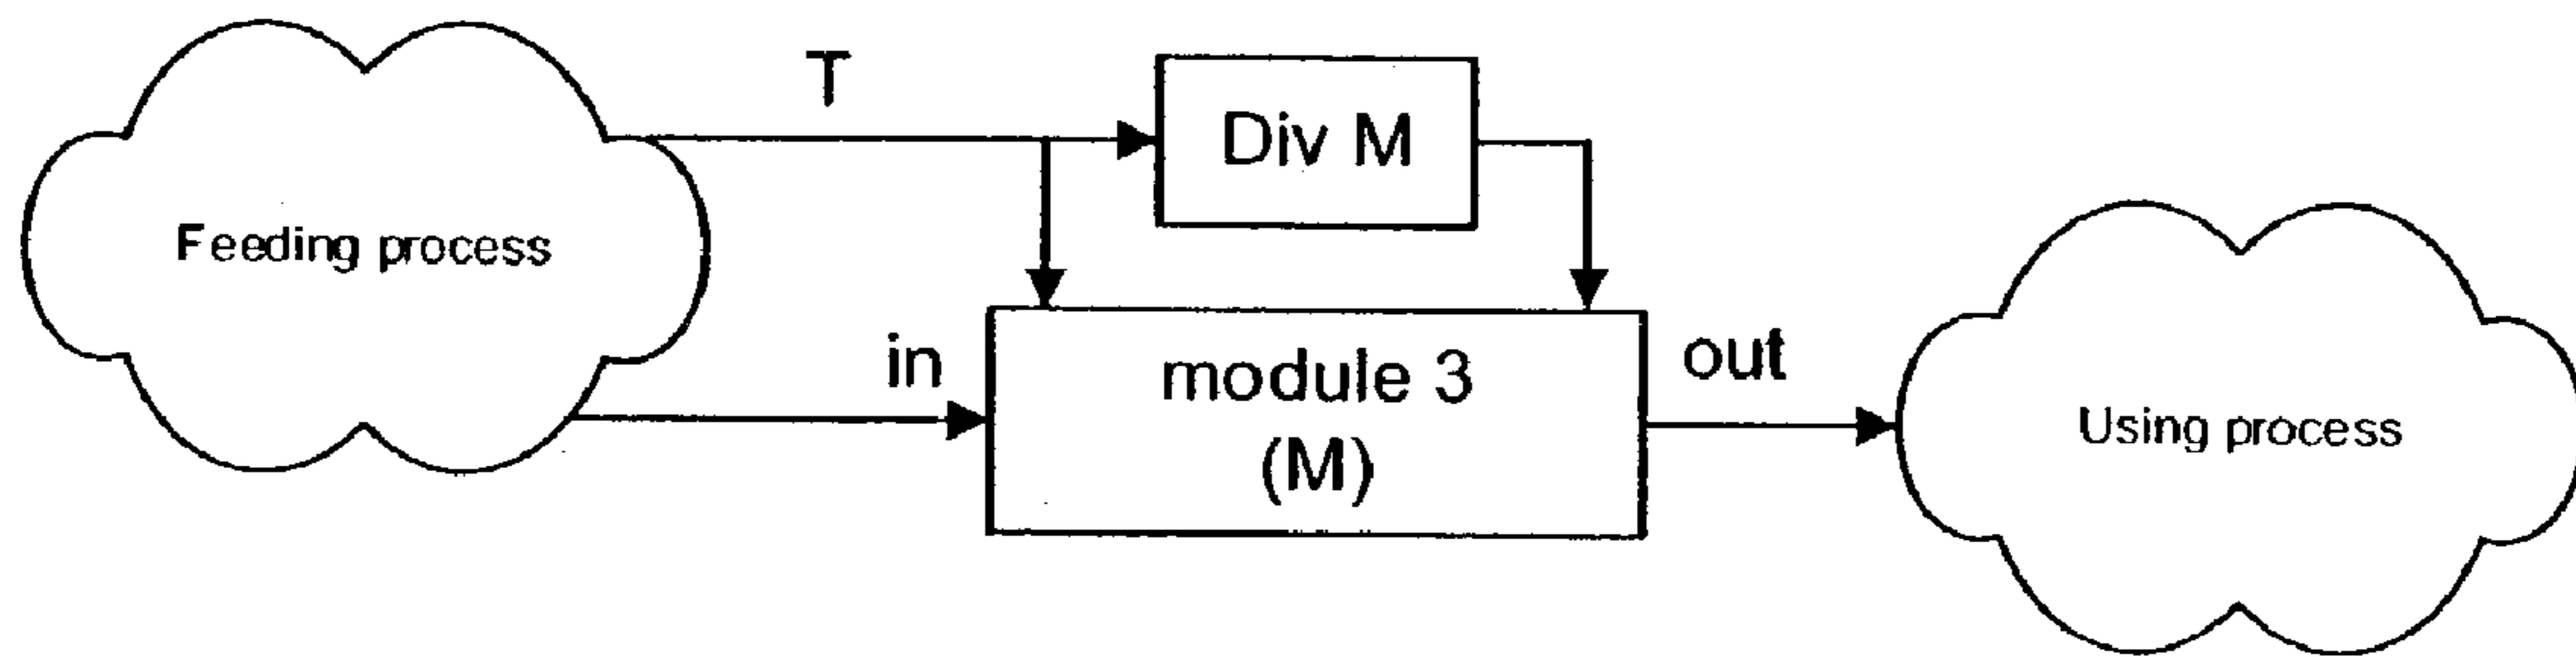 T
Div M
Feeding process
in
module 3
(M)
out
Using process